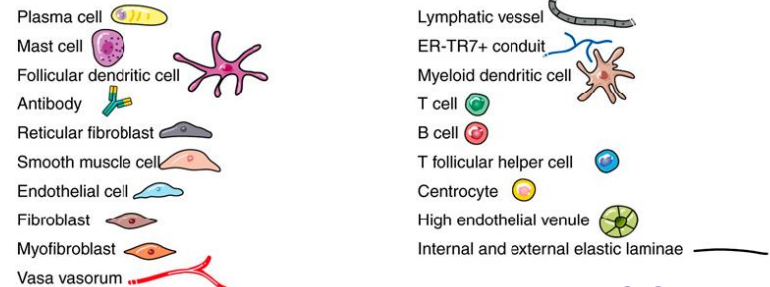 Plasma cell
Mast cell
Follicular dendritic cell
Antibody
Reticular fibroblast
Smooth muscle cell
Endothelial cell
Fibroblast
Myofibroblast
Vasa vasorum
Lymphatic vessel
ER-TR7+ conduit
Myeloid dendritic cell
T cell
B cell
T follicular helper cell
Centrocyte
High endothelial venule
Internal and external elastic laminae